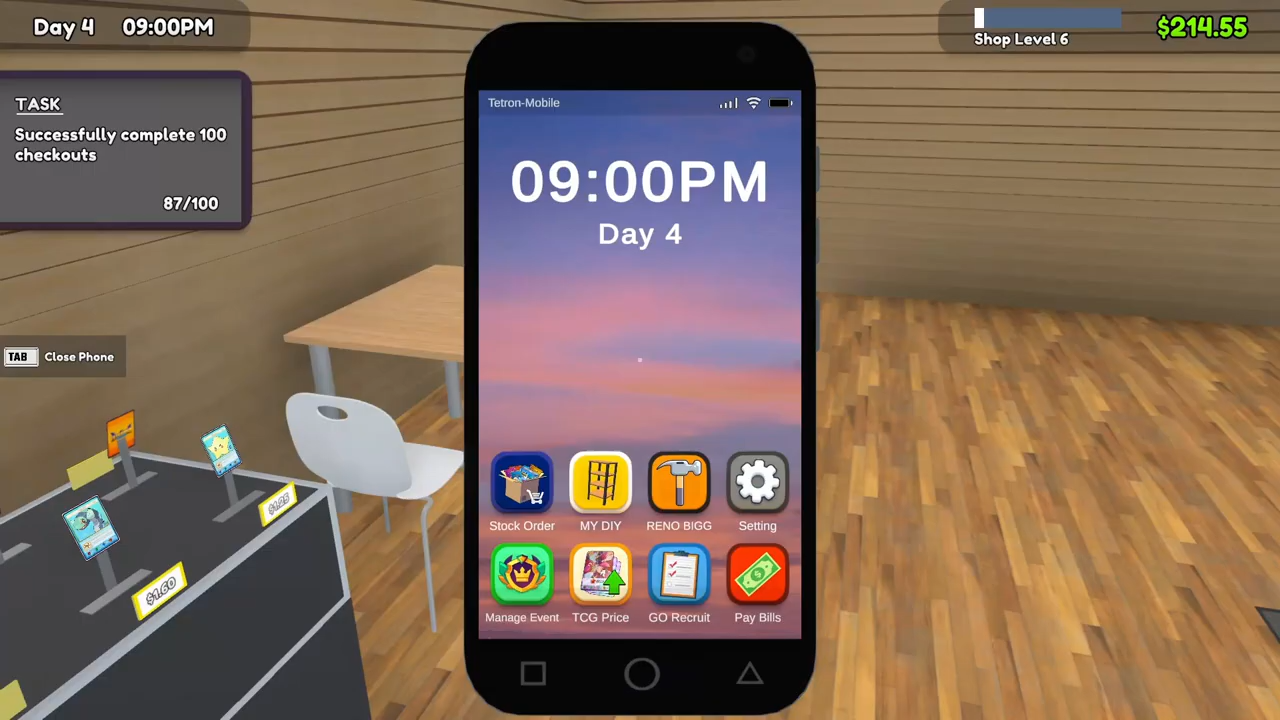 Day 4 09:00PM
Shop Level 6
$214.55
TASK
Successfully complete 100
checkouts
87/100
TAB Close Phone
Tetron-Mobile
09:00PM
Day 4
Stock Order MY DIY RENO BIGG Setting
Manage Event TCG Price GO Recruit Pay Bills
$1.25
$1.60